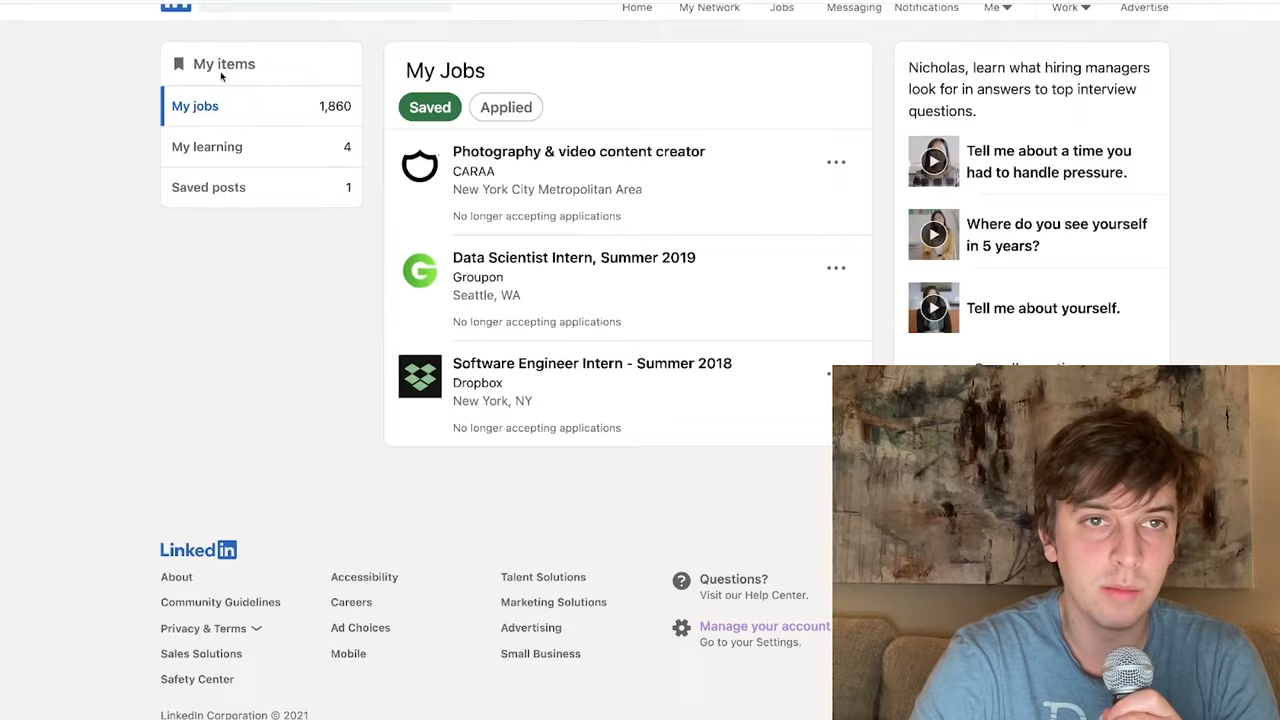 in
Home
My Network
Jobs
Messaging
Notifications
Me
Work
Advertise
My items
My jobs 1,860
My learning 4
Saved posts 1
My Jobs
Saved
Applied
Photography & video content creator
CARAA
New York City Metropolitan Area
No longer accepting applications
G
Data Scientist Intern, Summer 2019
Groupon
Seattle, WA
No longer accepting applications
Software Engineer Intern - Summer 2018
Dropbox
New York, NY
No longer accepting applications
Nicholas, learn what hiring managers
look for in answers to top interview
questions.
Tell me about a time you
had to handle pressure.
Where do you see yourself
in 5 years?
Tell me about yourself.
LinkedIn
About
Community Guidelines
Privacy & Terms
Sales Solutions
Safety Center
Accessibility
Careers
Ad Choices
Mobile
Talent Solutions
Marketing Solutions
Advertising
Small Business
Questions?
Visit our Help Center.
Manage your account
Go to your Settings.
LinkedIn Corporation © 2021